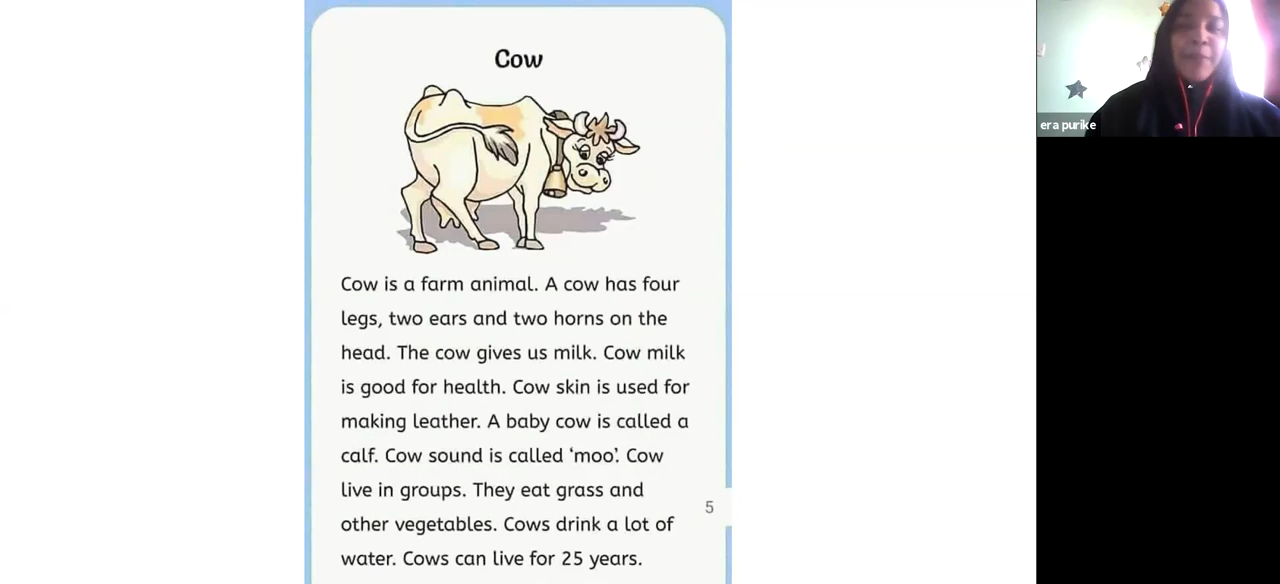 Cow
Cow is a farm animal. A cow has four
legs, two ears and two horns on the
head. The cow gives us milk. Cow milk
is good for health. Cow skin is used for
making leather. A baby cow is called a
calf. Cow sound is called ‘moo’. Cow
live in groups. They eat grass and
other vegetables. Cows drink a lot of
water. Cows can live for 25 years.
5
era purike